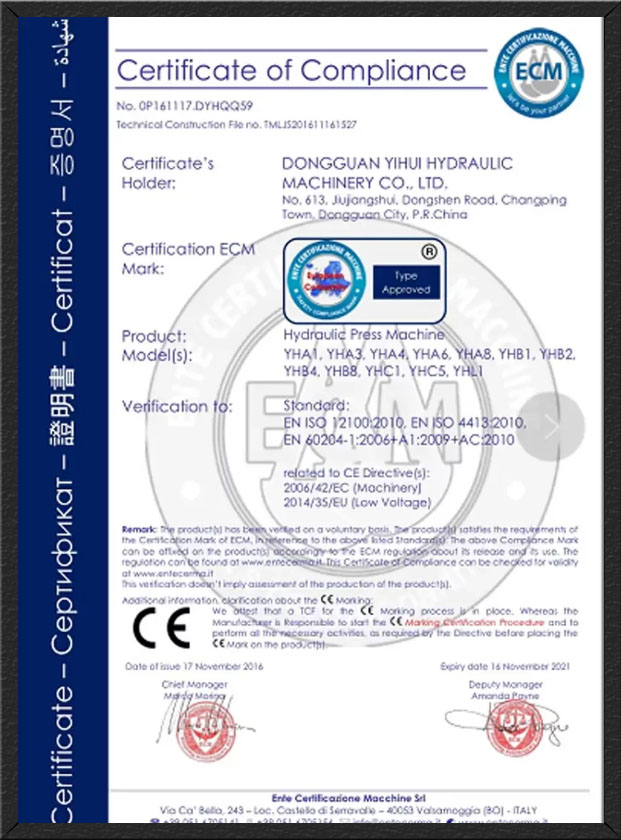 Certificate – Сертификат – 證明書 – Certificat – 증명서 – شهادة
Certificate of Compliance
ENTE CERTIFICAZIONE MACCHINE
ECM
let's be your partner
No. 0P161117.DYHQQ59
Technical Construction File no. TMLJS201611161527
Certificate's
Holder:
DONGGUAN YIHUI HYDRAULIC
MACHINERY CO., LTD.
No. 613, Jiujiangshui, Dongshen Road, Changping
Town, Dongguan City, P.R.China
Certification ECM
Mark:
ENTE CERTIFICAZIONE MACCHINE
European
Conformity
SAFETY COMPLIANCE MARK
®
Type
Approved
Product:
Hydraulic Press Machine
Model(s):
YHA1, YHA3, YHA4, YHA6, YHA8, YHB1, YHB2,
YHB4, YHB8, YHC1, YHC5, YHL1
Verification to:
Standard:
EN ISO 12100:2010, EN ISO 4413:2010,
EN 60204-1:2006+A1:2009+AC:2010
related to CE Directive(s):
2006/42/EC (Machinery)
2014/35/EU (Low Voltage)
Remark: The product(s) has been verified on a voluntary basis. The product(s) satisfies the requirements of
the Certification Mark of ECM, in reference to the above listed Standard(s). The above Compliance Mark
can be affixed on the product(s) accordingly to the ECM regulation about its release and its use. The
regulation can be found at www.entecerma.it. This Certificate of Compliance can be checked for validity
at www.entecerma.it
This verification doesn't imply assessment of the production of the product(s).
Additional information, clarification about the CE Marking:
CE
We attest that a TCF for the CE Marking process is in place. Whereas the
Manufacturer is Responsible to start the CE Marking Certification Procedure and to
perform all the necessary activities, as required by the Directive before placing the
CE Mark on the product(s).
Date of issue 17 November 2016
Expiry date 16 November 2021
Chief Manager
Marco Morina
Deputy Manager
Amanda Payne
Ente Certificazione Macchine Srl
Via Ca' Bella, 243 – Loc. Castello di Serravalle – 40053 Valsamoggia (BO) - ITALY